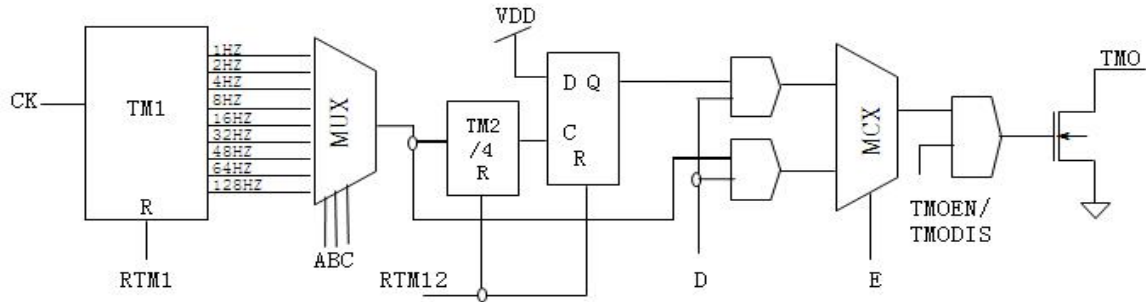 VDD
1HZ
2HZ
4HZ
8HZ
16HZ
32HZ
48HZ
64HZ
128HZ
CK
TM1
R
RTM1
MUX
ABC
TM2
/4
R
D Q
C
R
RTM12
D
MCX
E
TMOEN/
TMODIS
TMO